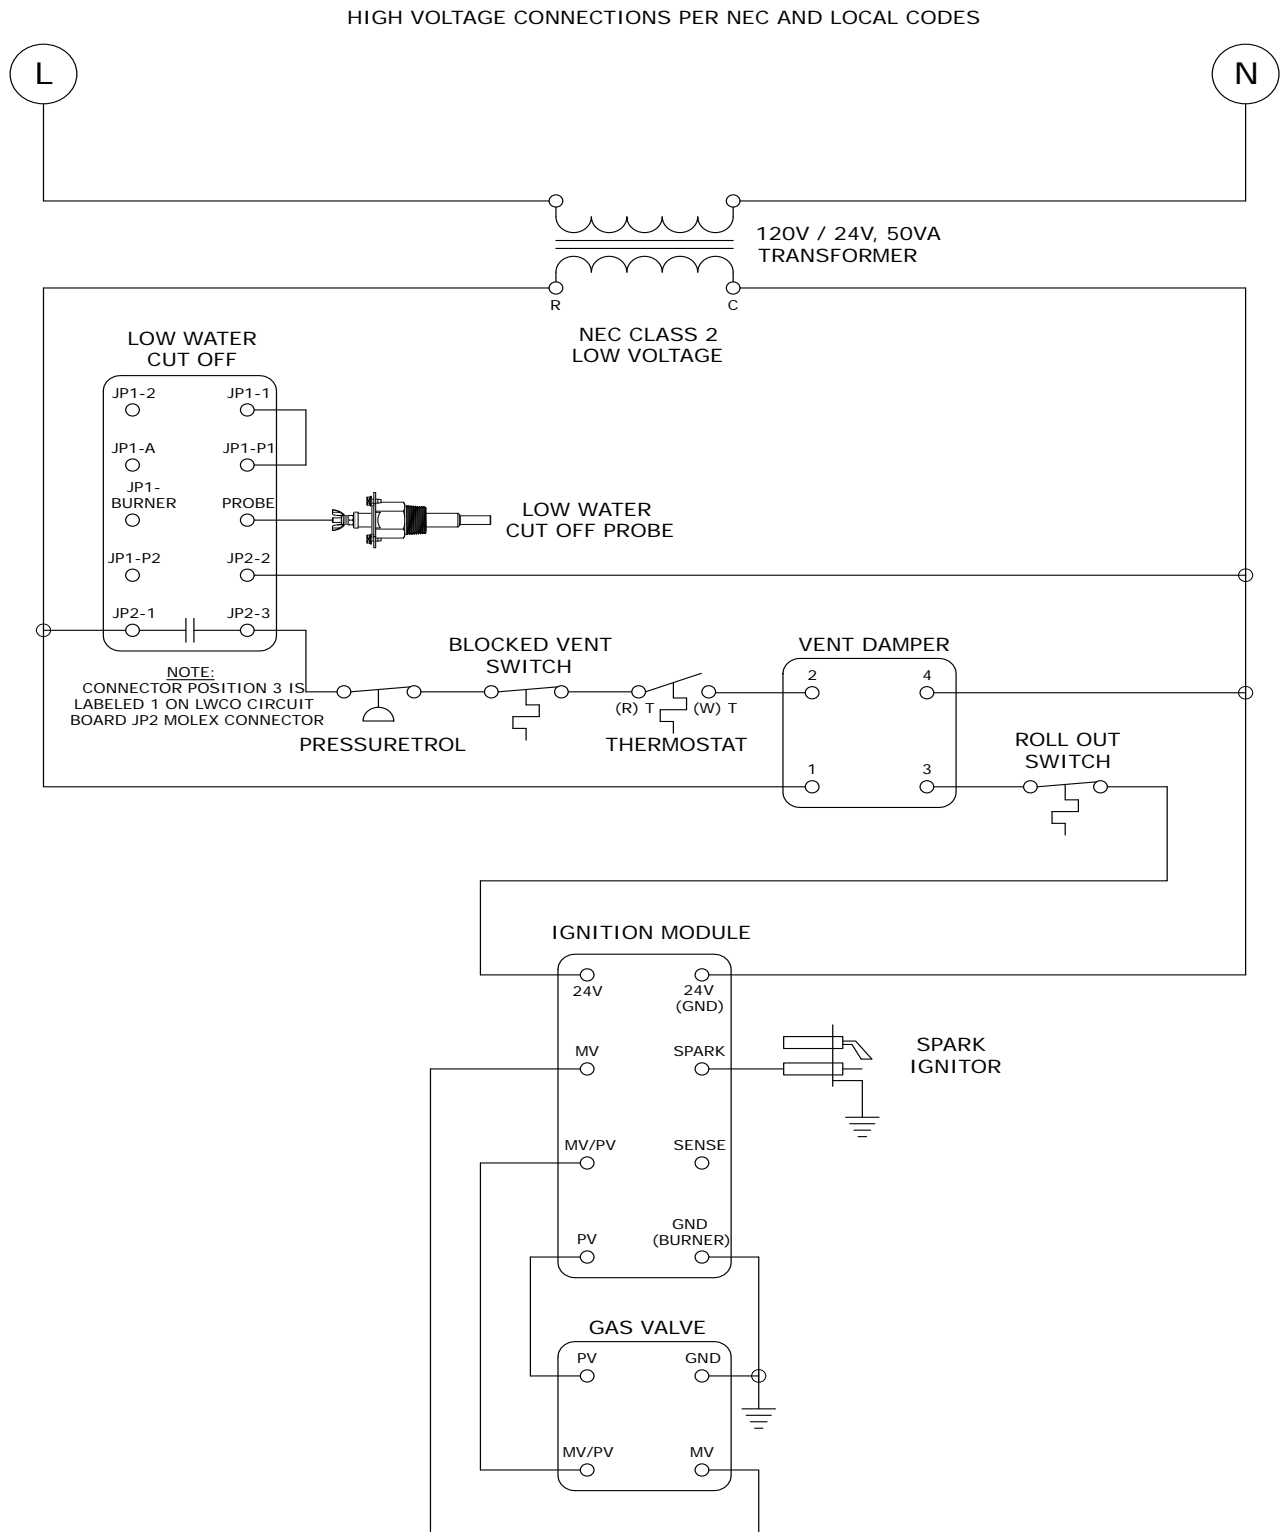 HIGH VOLTAGE CONNECTIONS PER NEC AND LOCAL CODES
L
N
120V / 24V, 50VA
TRANSFORMER
R
C
NEC CLASS 2
LOW VOLTAGE
LOW WATER
CUT OFF
JP1-2
JP1-1
JP1-A
JP1-P1
JP1-
BURNER
PROBE
LOW WATER
CUT OFF PROBE
JP1-P2
JP2-2
JP2-1
JP2-3
NOTE:
CONNECTOR POSITION 3 IS
LABELED 1 ON LWCO CIRCUIT
BOARD JP2 MOLEX CONNECTOR
PRESSURETROL
BLOCKED VENT
SWITCH
(R) T
(W) T
THERMOSTAT
VENT DAMPER
2
4
1
3
ROLL OUT
SWITCH
IGNITION MODULE
24V
24V
(GND)
MV
SPARK
SPARK
IGNITOR
MV/PV
SENSE
PV
GND
(BURNER)
GAS VALVE
PV
GND
MV/PV
MV